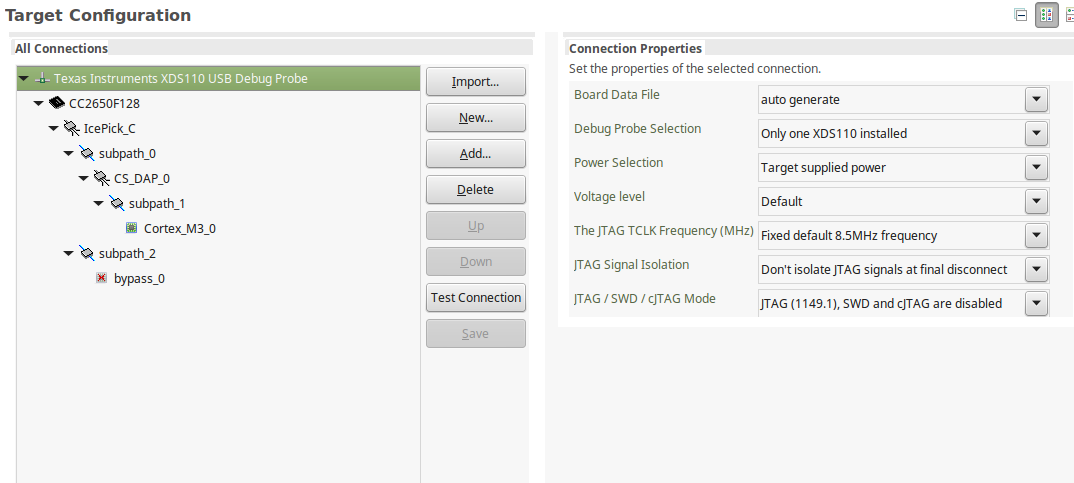 Target Configuration
All Connections
Texas Instruments XDS110 USB Debug Probe
CC2650F128
IcePick_C
subpath_0
CS_DAP_0
subpath_1
Cortex_M3_0
subpath_2
bypass_0
Import...
New...
Add...
Delete
Up
Down
Test Connection
Save
Connection Properties
Set the properties of the selected connection.
Board Data File auto generate
Debug Probe Selection Only one XDS110 installed
Power Selection Target supplied power
Voltage level Default
The JTAG TCLK Frequency (MHz) Fixed default 8.5MHz frequency
JTAG Signal Isolation Don't isolate JTAG signals at final disconnect
JTAG / SWD / cJTAG Mode JTAG (1149.1), SWD and cJTAG are disabled